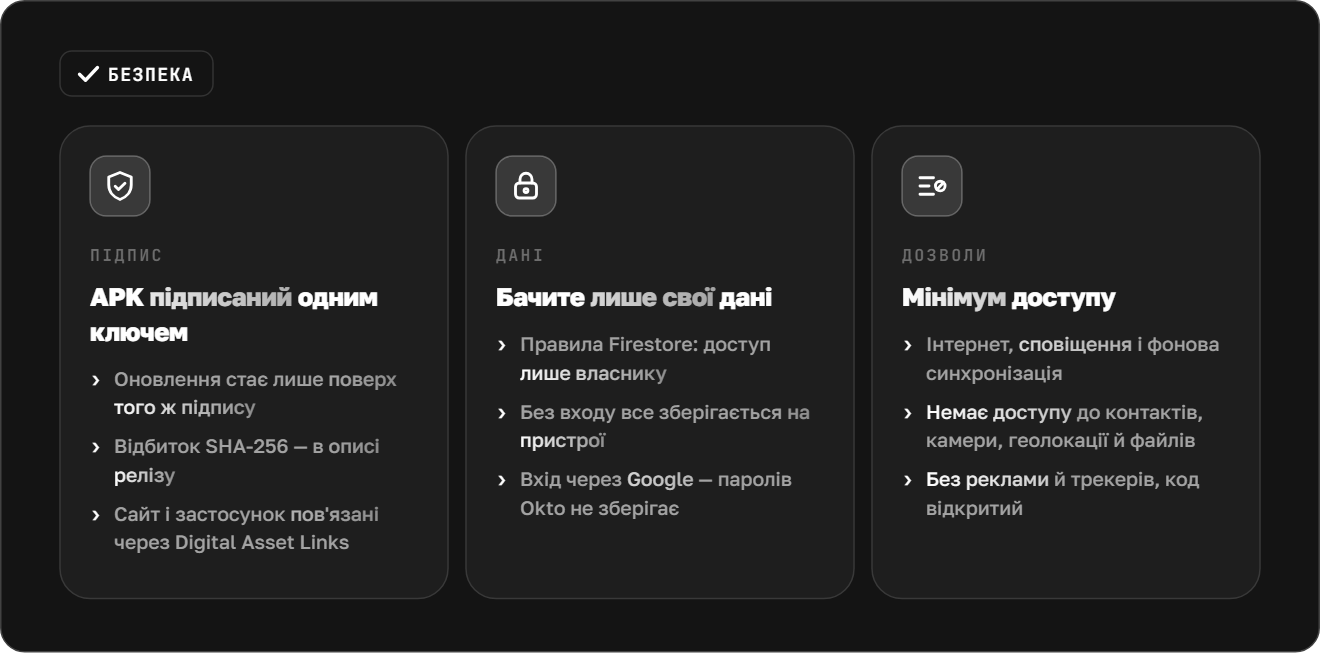 БЕЗПЕКА
ПІДПИС
APK підписаний одним
ключем
Оновлення стає лише поверх
того ж підпису
Відбиток SHA-256 — в описі
релізу
Сайт і застосунок пов'язані
через Digital Asset Links
ДАНІ
Бачите лише свої дані
Правила Firestore: доступ
лише власнику
Без входу все зберігається на
пристрої
Вхід через Google — паролів
Okto не зберігає
ДОЗВОЛИ
Мінімум доступу
Інтернет, сповіщення і фонова
синхронізація
Немає доступу до контактів,
камери, геолокації й файлів
Без реклами й трекерів, код
відкритий